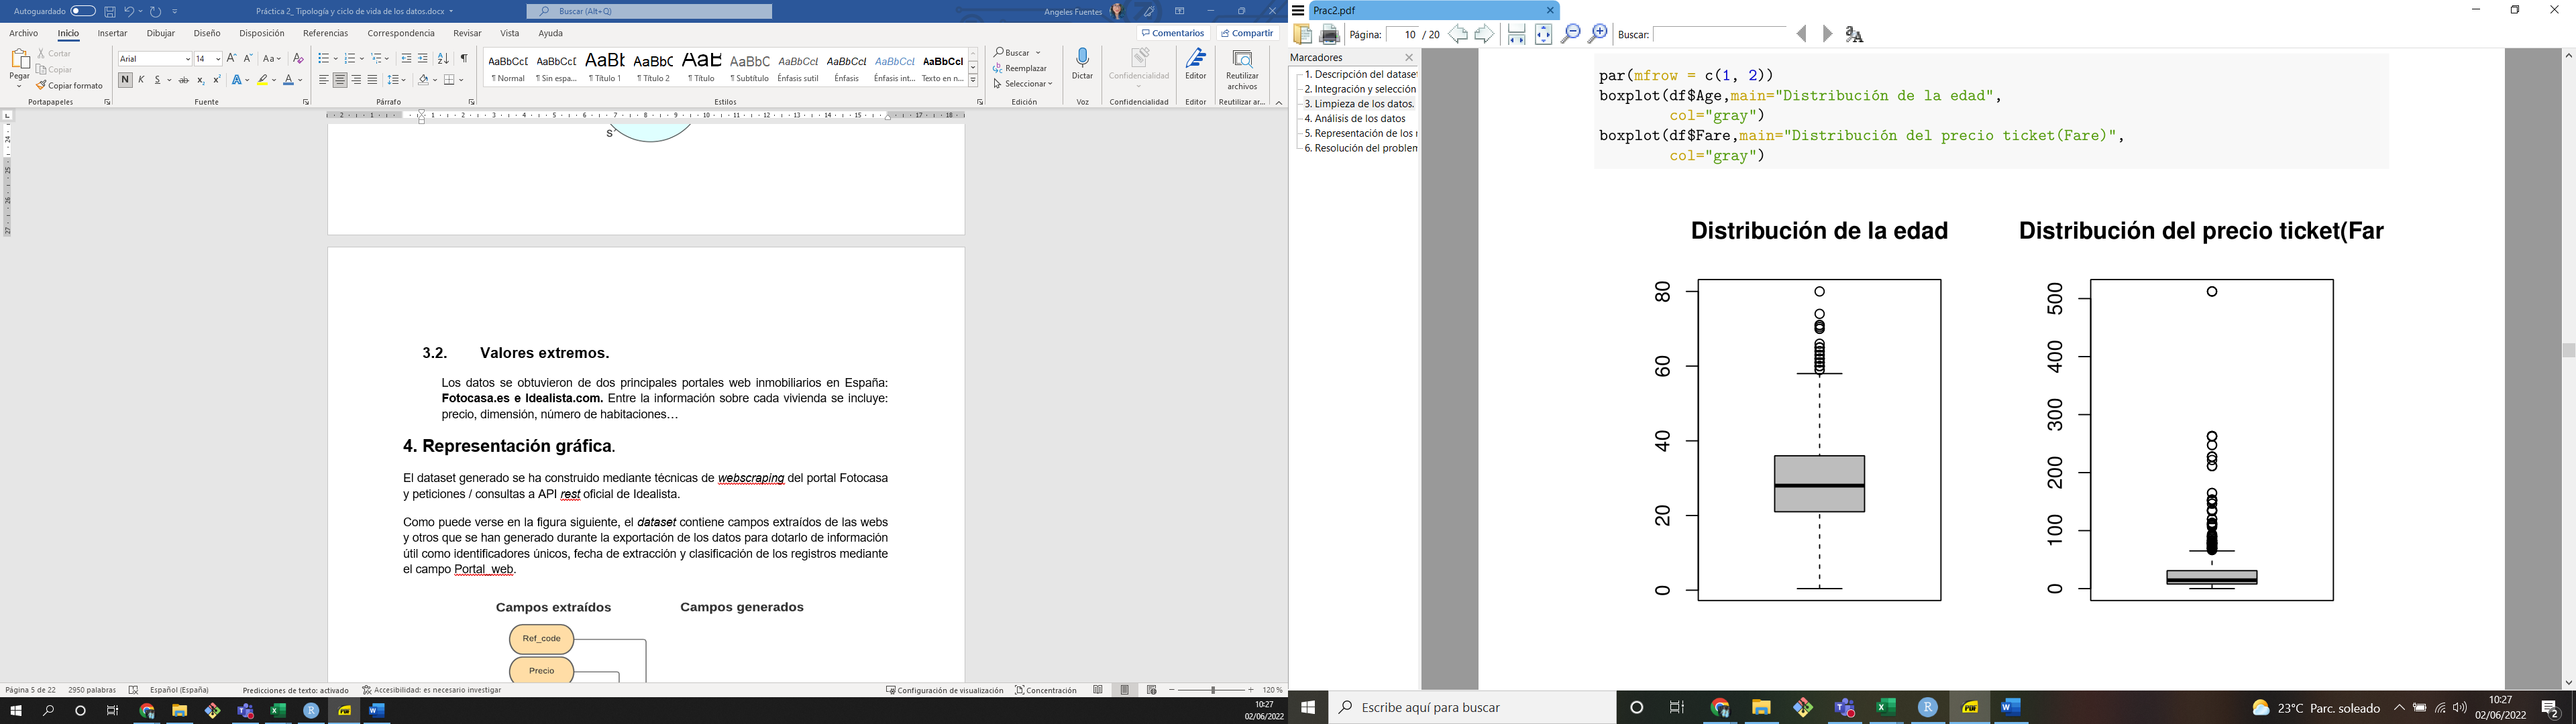 Autoguardado
Práctica 2_ Tipología y ciclo de vida de los datos.docx
Buscar (Alt+Q)
Angeles Fuentes
Archivo Inicio Insertar Dibujar Diseño Disposición Referencias Correspondencia Revisar Vista Ayuda
Comentarios Compartir
Pegar
Cortar
Copiar
Copiar formato
Portapapeles
Arial 14
Fuente
Párrafo
AaBbCcI AaBbCcI AaBbC AaBbC AaB AaBbC AaBbCcL AaBbCcL AaBbCcL AaBbCcI
¶ Normal ¶ Sin espa... ¶ Título 1 ¶ Título 2 ¶ Título ¶ Subtítulo Énfasis sutil Énfasis Énfasis int... Texto en n...
Estilos
Buscar
Reemplazar
Seleccionar
Edición
Dictar
Voz
Confidencialidad
Confidencialidad
Editor
Editor
Reutilizar archivos
Reutilizar ar...
3.2. Valores extremos.
Los datos se obtuvieron de dos principales portales web inmobiliarios en España:
Fotocasa.es e Idealista.com. Entre la información sobre cada vivienda se incluye:
precio, dimensión, número de habitaciones…
4. Representación gráfica.
El dataset generado se ha construido mediante técnicas de webscraping del portal Fotocasa
y peticiones / consultas a API rest oficial de Idealista.
Como puede verse en la figura siguiente, el dataset contiene campos extraídos de las webs
y otros que se han generado durante la exportación de los datos para dotarlo de información
útil como identificadores únicos, fecha de extracción y clasificación de los registros mediante
el campo Portal_web.
Campos extraídos Campos generados
Ref_code
Precio
Página 5 de 22 2950 palabras Español (España) Predicciones de texto: activado Accesibilidad: es necesario investigar
Configuración de visualización Concentración 120 %
10:27
02/06/2022
Prac2.pdf
Página: 10 / 20 Buscar:
Marcadores
1. Descripción del dataset
2. Integración y selección
3. Limpieza de los datos.
4. Análisis de los datos
5. Representación de los
6. Resolución del problem
par(mfrow = c(1, 2))
boxplot(df$Age,main="Distribución de la edad",
col="gray")
boxplot(df$Fare,main="Distribución del precio ticket(Fare)",
col="gray")
Distribución de la edad
80
60
40
20
0
Distribución del precio ticket(Far
500
400
300
200
100
0
Escribe aquí para buscar
23°C Parc. soleado
10:27
02/06/2022